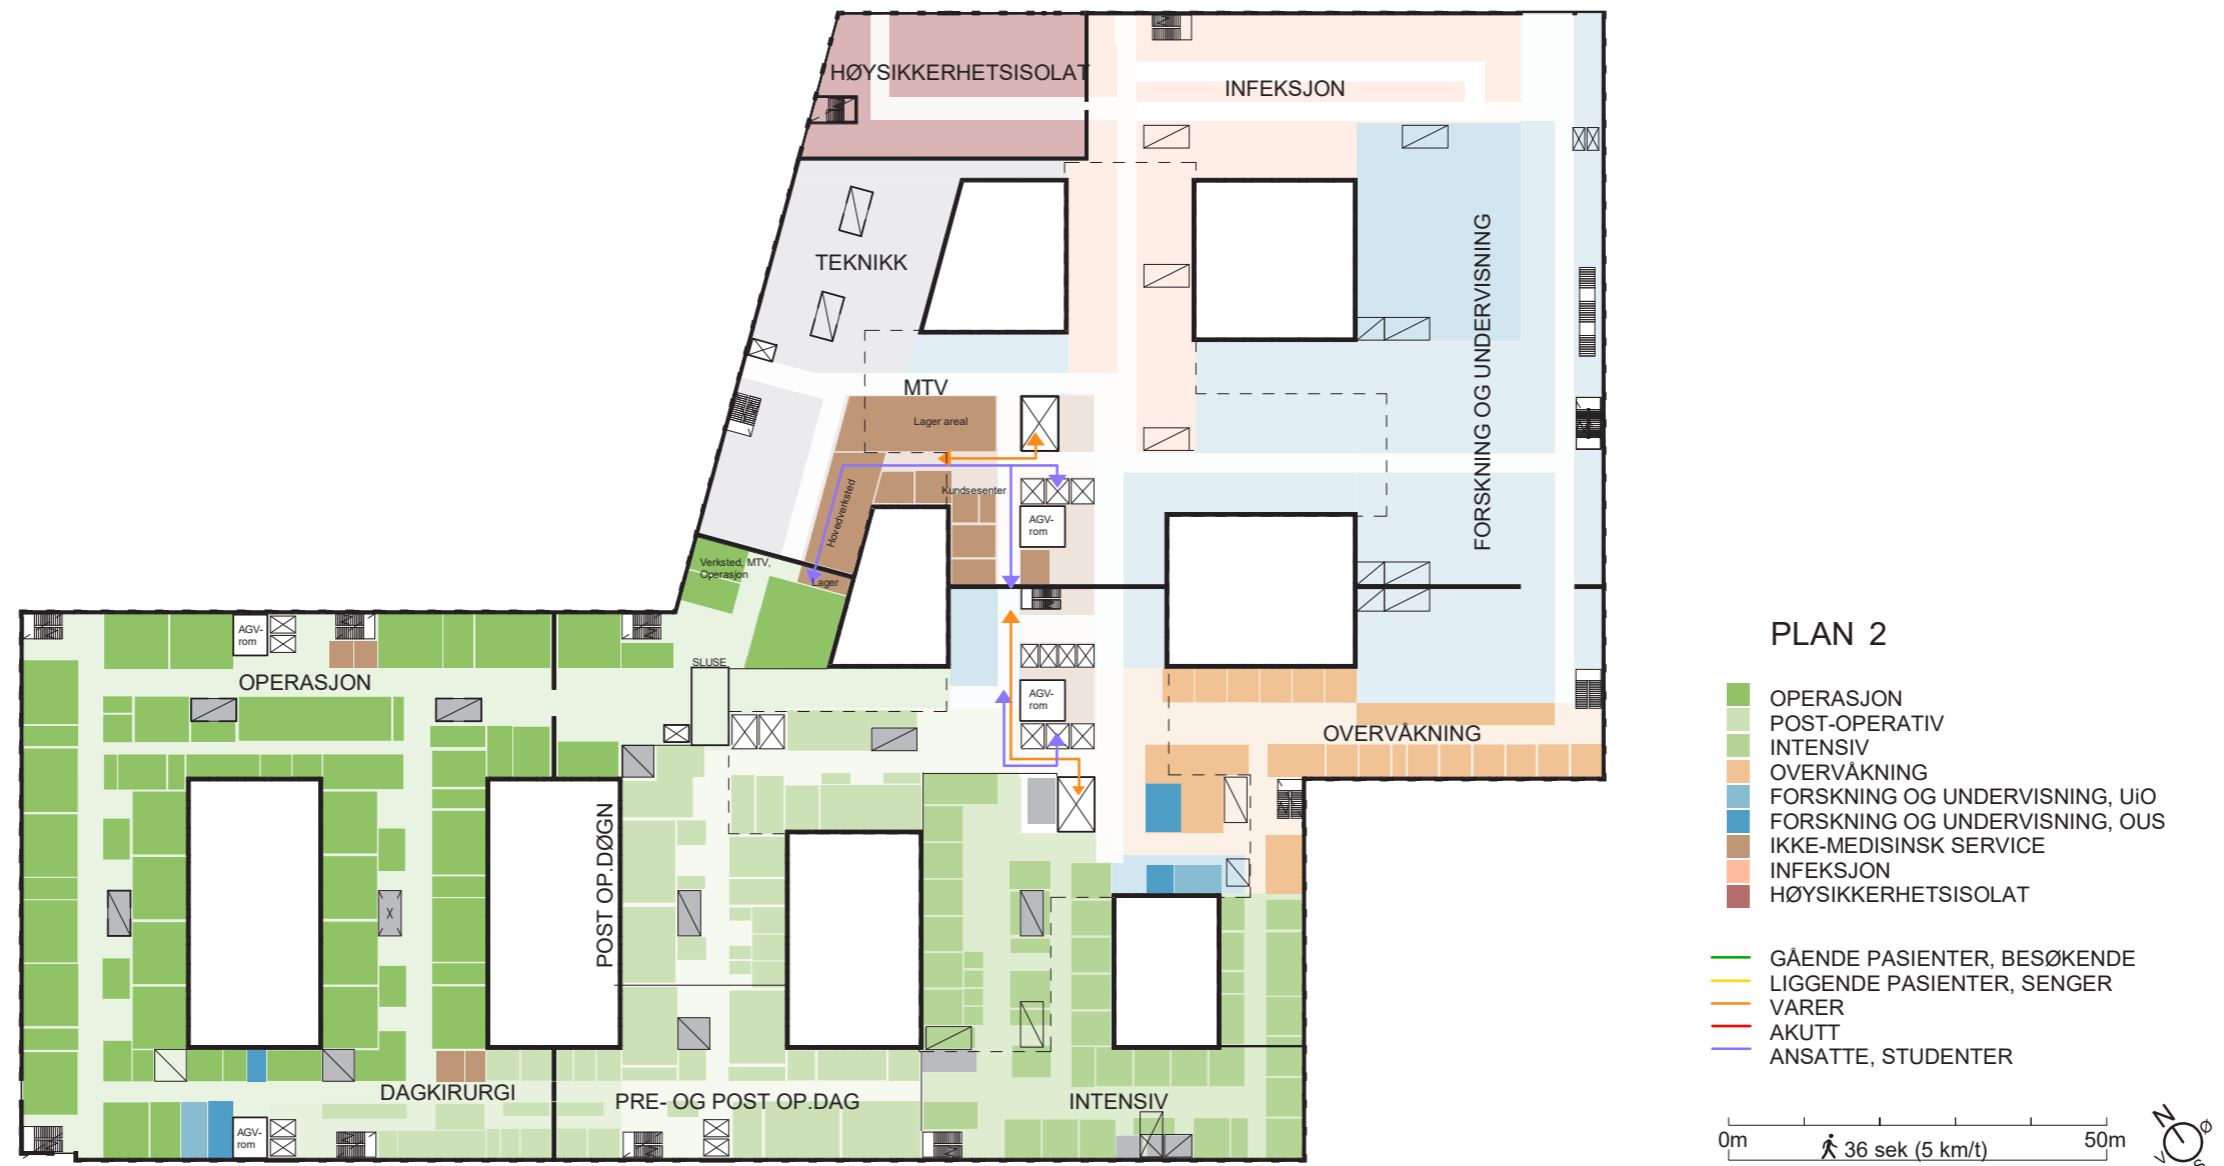 HØYSIKKERHETSISOLAT
INFEKSJON
TEKNIKK
FORSKNING OG UNDERVISNING
MTV
Lager areal
Kundsesenter
Hovedverksted
AGV-
rom
Verksted, MTV,
Operasjon
Lager
AGV-
rom
SLUSE
OPERASJON
AGV-
rom
OVERVÅKNING
POST OP.DØGN
DAGKIRURGI
PRE- OG POST OP.DAG
INTENSIV
AGV-
rom
X
PLAN 2
OPERASJON
POST-OPERATIV
INTENSIV
OVERVÅKNING
FORSKNING OG UNDERVISNING, UiO
FORSKNING OG UNDERVISNING, OUS
IKKE-MEDISINSK SERVICE
INFEKSJON
HØYSIKKERHETSISOLAT
GÅENDE PASIENTER, BESØKENDE
LIGGENDE PASIENTER, SENGER
VARER
AKUTT
ANSATTE, STUDENTER
0m
36 sek (5 km/t)
50m
N
Ø
V
S